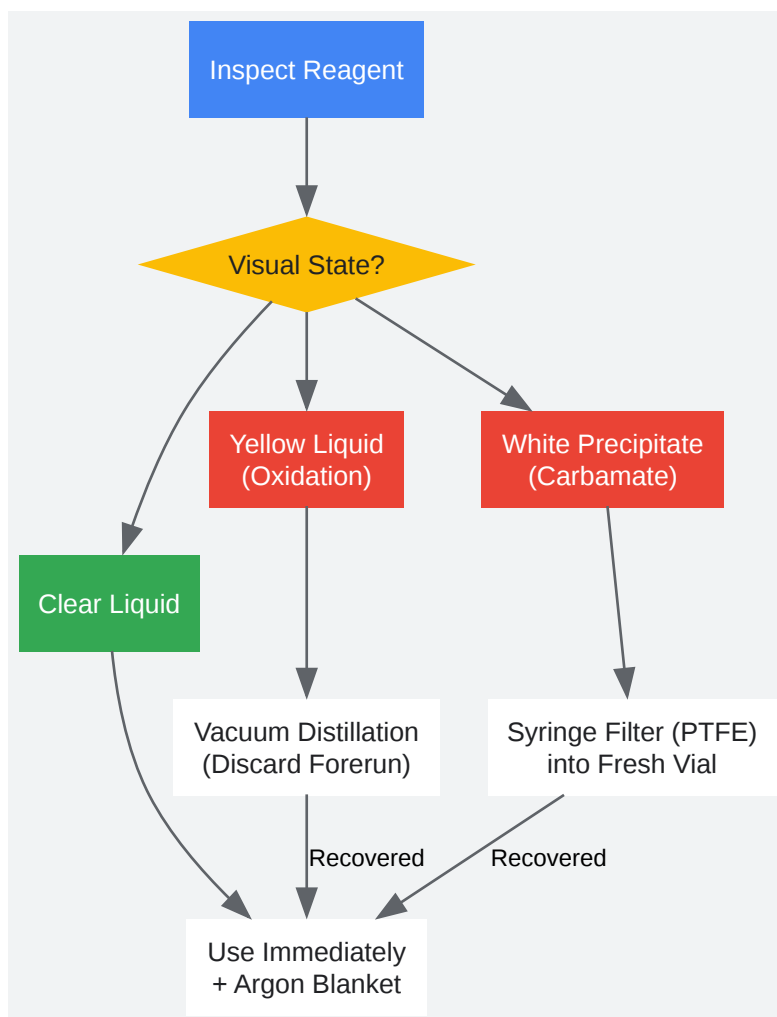 Inspect Reagent
Visual State?
Yellow Liquid
(Oxidation)
White Precipitate
(Carbamate)
Clear Liquid
Vacuum Distillation
(Discard Forerun)
Syringe Filter (PTFE)
into Fresh Vial
Recovered
Recovered
Use Immediately
+ Argon Blanket